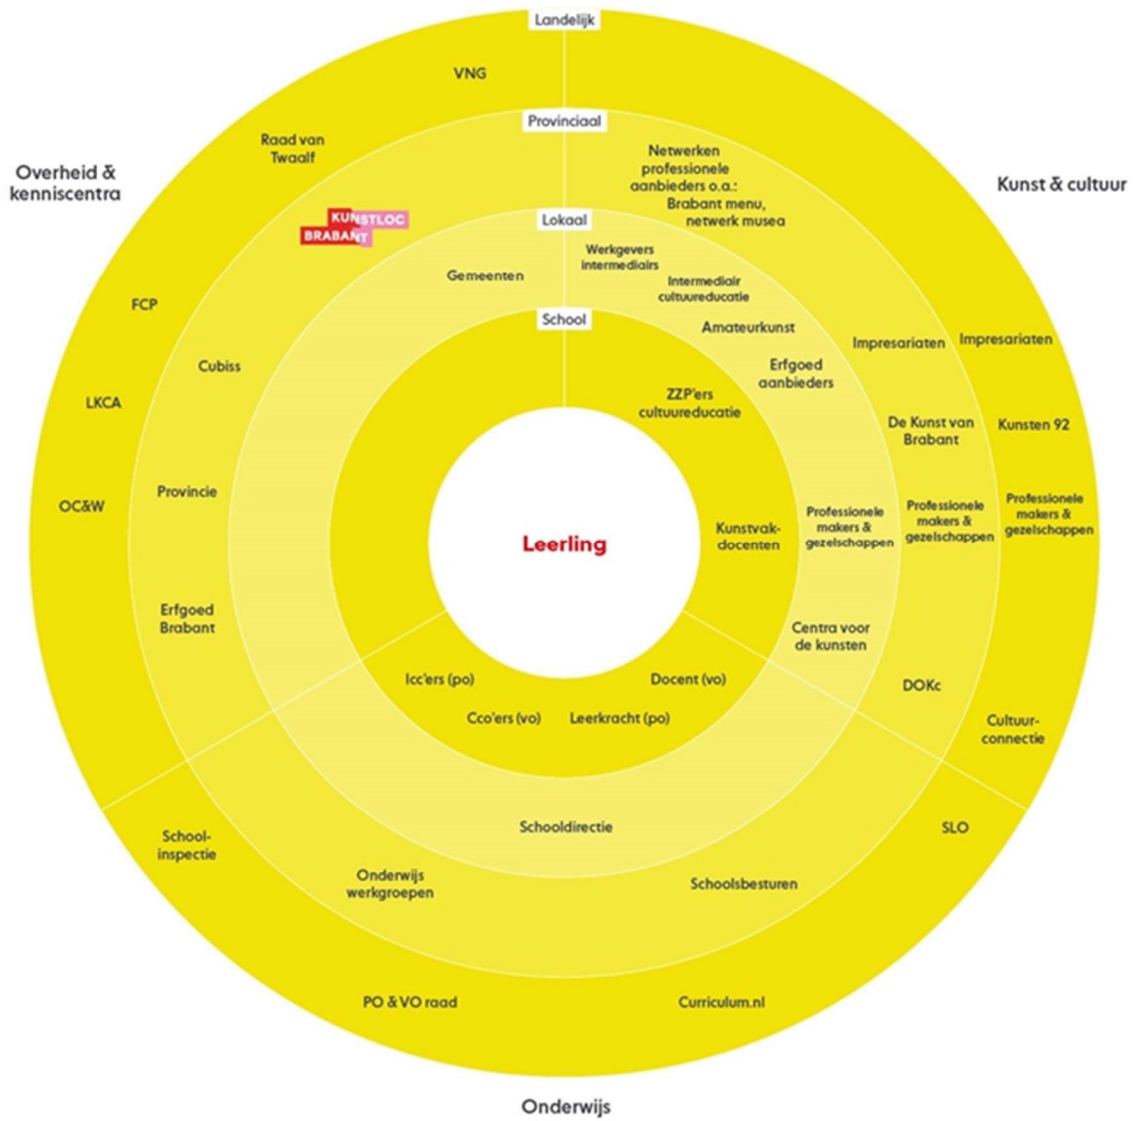 Landelijk
VNG
Provinciaal
Raad van
Twaalf
Netwerken
professionele
aanbieders o.a.:
Brabant menu,
netwerk musea
Overheid &
kenniscentra
Kunst & cultuur
KUNSTLOC
BRABANT
Lokaal
Werkgevers
intermediairs
Gemeenten
Intermediair
cultuureducatie
FCP
School
Amateurkunst
Impresariaten
Impresariaten
Cubiss
Erfgoed
aanbieders
LKCA
ZZP'ers
cultuureducatie
De Kunst van
Brabant
Kunsten 92
Provincie
OC&W
Leerling
Kunstvak-
docenten
Professionele
makers &
gezelschappen
Professionele
makers &
gezelschappen
Professionele
makers &
gezelschappen
Erfgoed
Brabant
Centra voor
de kunsten
Icc'ers (po)
Docent (vo)
DOKc
Cco'ers (vo)
Leerkracht (po)
Cultuur-
connectie
School-
inspectie
Schooldirectie
SLO
Onderwijs
werkgroepen
Schoolsbesturen
PO & VO raad
Curriculum.nl
Onderwijs